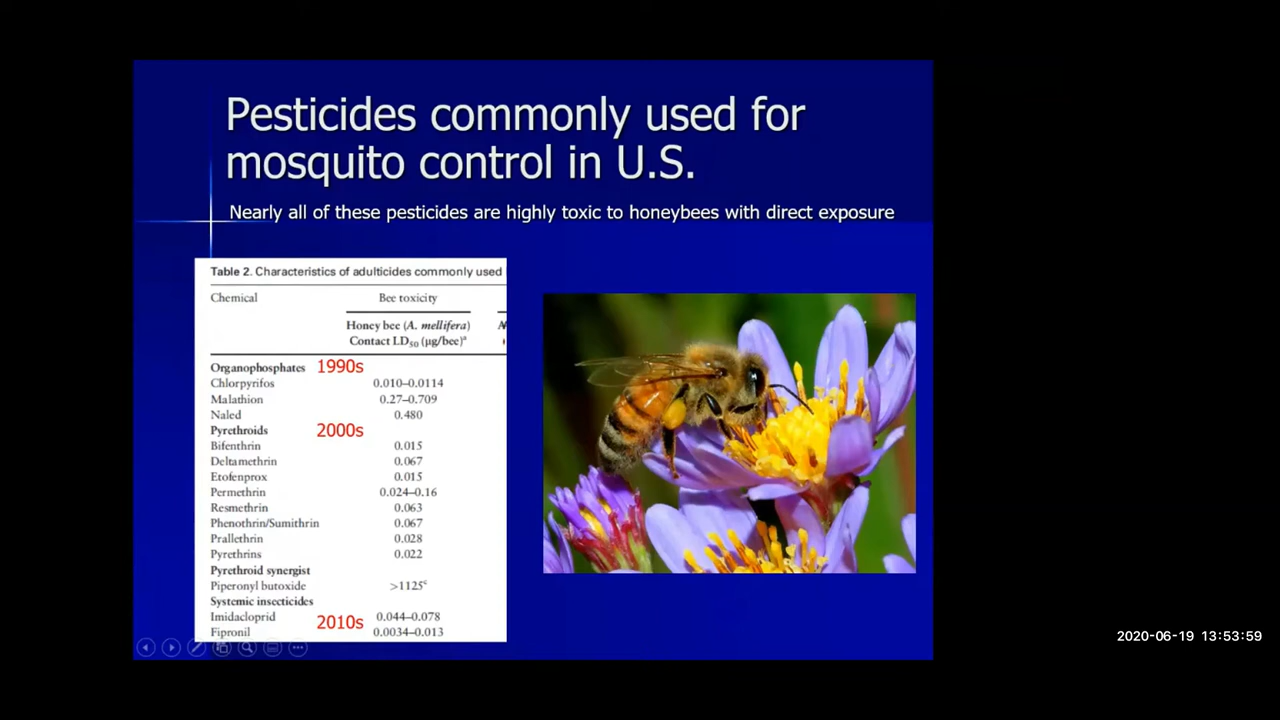 Pesticides commonly used for
mosquito control in U.S.
Nearly all of these pesticides are highly toxic to honeybees with direct exposure
Table 2. Characteristics of adulticides commonly used
Chemical Bee toxicity
Honey bee (A. mellifera)
Contact LD50 (µg/bee)a
Organophosphates 1990s
Chlorpyrifos 0.010–0.0114
Malathion 0.27–0.709
Naled 0.480
Pyrethroids 2000s
Bifenthrin 0.015
Deltamethrin 0.067
Etofenprox 0.015
Permethrin 0.024–0.16
Resmethrin 0.063
Phenothrin/Sumithrin 0.067
Prallethrin 0.028
Pyrethrins 0.022
Pyrethroid synergist
Piperonyl butoxide >1125c
Systemic insecticides
Imidacloprid 0.044–0.078
2010s
Fipronil 0.0034–0.013
2020-06-19 13:53:59